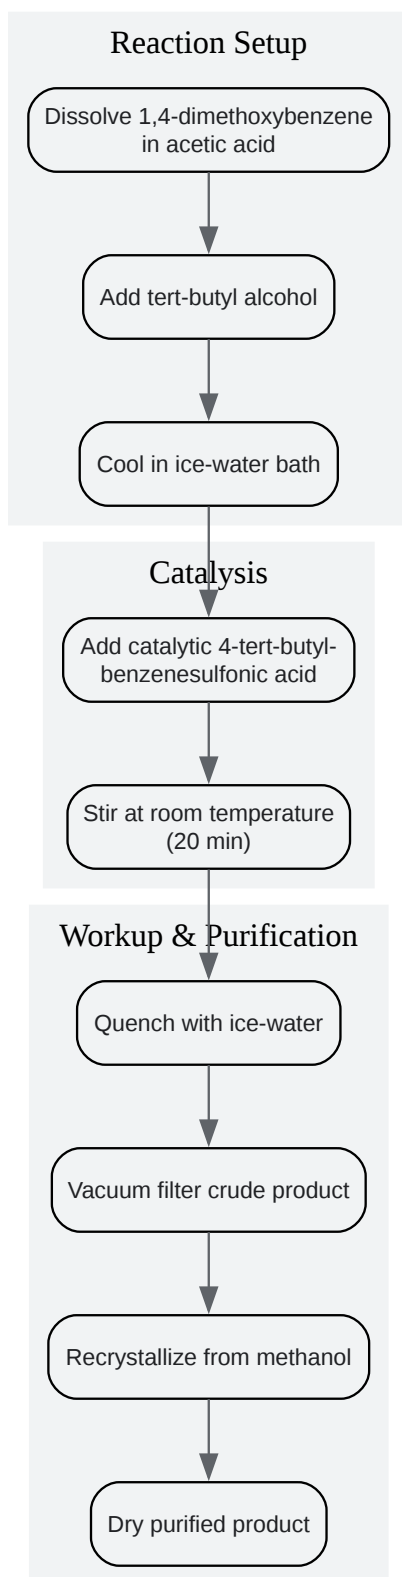 Reaction Setup
Dissolve 1,4-dimethoxybenzene
in acetic acid
Add tert-butyl alcohol
Cool in ice-water bath
Catalysis
Add catalytic 4-tert-butyl-
benzenesulfonic acid
Stir at room temperature
(20 min)
Workup & Purification
Quench with ice-water
Vacuum filter crude product
Recrystallize from methanol
Dry purified product